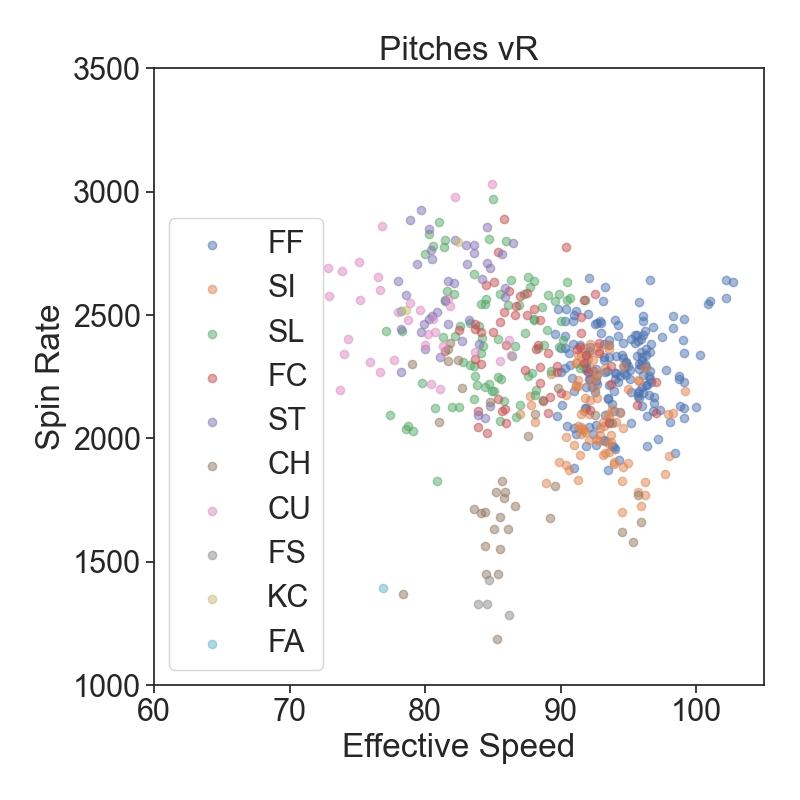 Pitches vR
3500
3000
2500
2000
1500
1000
Spin Rate
FF
SI
SL
FC
ST
CH
CU
FS
KC
FA
60 70 80 90 100
Effective Speed